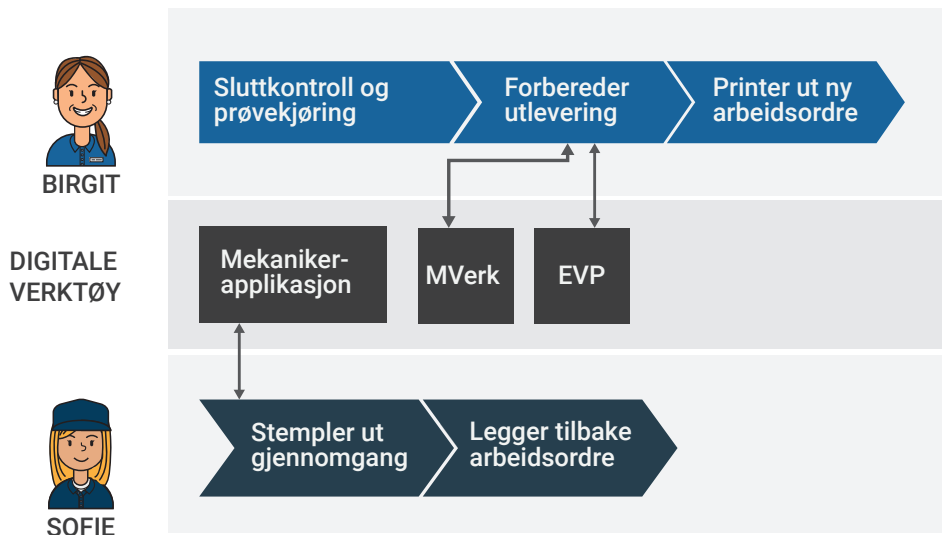 Sluttkontroll og
prøvekjøring
Forbereder
utlevering
Printer ut ny
arbeidsordre
BIRGIT
DIGITALE
VERKTØY
Mekaniker-
applikasjon
MVerk
EVP
Stempler ut
gjennomgang
Legger tilbake
arbeidsordre
SOFIE